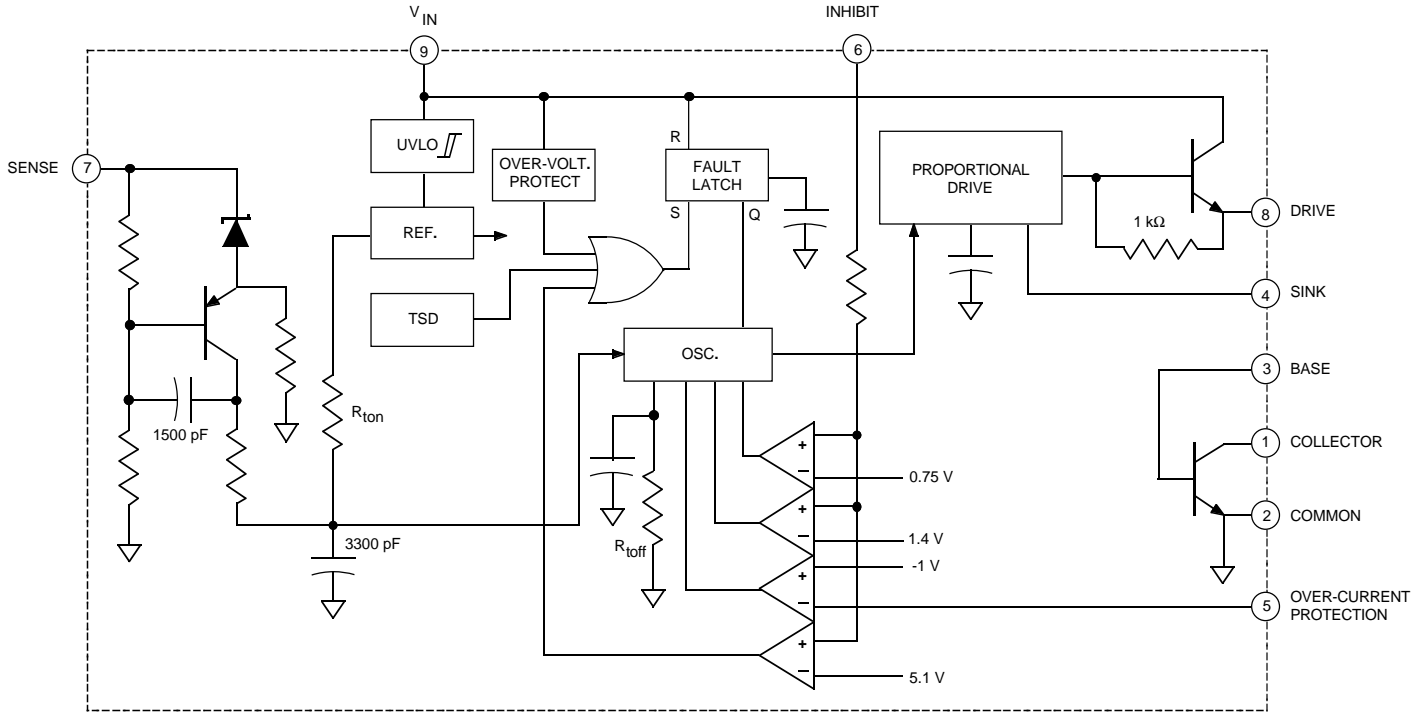 V IN
INHIBIT
9
6
UVLO
R
SENSE
7
OVER-VOLT.
PROTECT
FAULT
LATCH
PROPORTIONAL
DRIVE
S
Q
8
DRIVE
1 kΩ
REF.
TSD
4
SINK
OSC.
3
BASE
Rton
1500 pF
+
−
0.75 V
1
COLLECTOR
+
−
1.4 V
2
COMMON
3300 pF
Rtoff
-1 V
+
−
5
OVER-CURRENT
PROTECTION
+
−
5.1 V